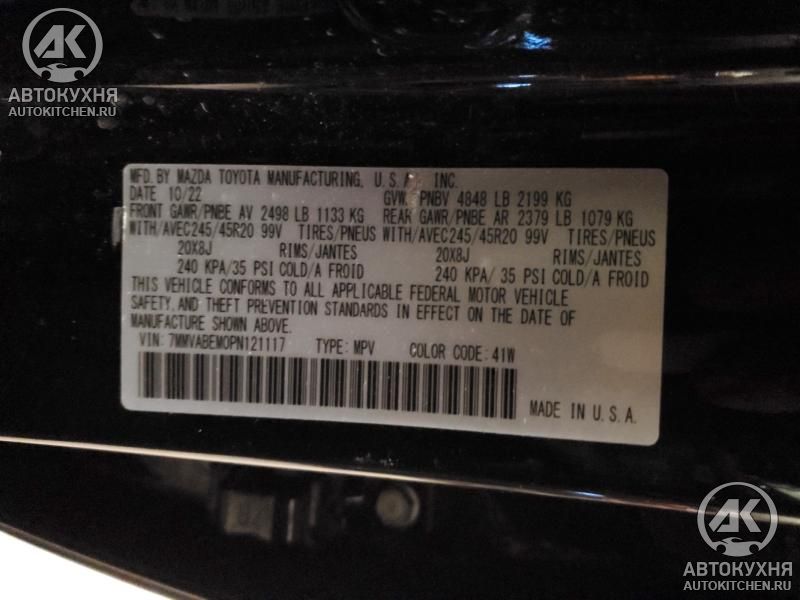 АК
АВТОКУХНЯ
AUTOKITCHEN.RU
MFD. BY MAZDA TOYOTA MANUFACTURING, U.S.A., INC.
DATE 10/22 GVW. PNBV 4848 LB 2199 KG
FRONT GAWR/PNBE AV 2498 LB 1133 KG REAR GAWR/PNBE AR 2379 LB 1079 KG
WITH/AVEC245/45R20 99V TIRES/PNEUS WITH/AVEC245/45R20 99V TIRES/PNEUS
20X8J RIMS/JANTES 20X8J RIMS/JANTES
240 KPA/35 PSI COLD/A FROID 240 KPA/ 35 PSI COLD/A FROID
THIS VEHICLE CONFORMS TO ALL APPLICABLE FEDERAL MOTOR VEHICLE
SAFETY, AND THEFT PREVENTION STANDARDS IN EFFECT ON THE DATE OF
MANUFACTURE SHOWN ABOVE.
VIN: 7MMVABEM0PN121117 TYPE: MPV COLOR CODE: 41W
MADE IN U.S.A.
АК
АВТОКУХНЯ
AUTOKITCHEN.RU